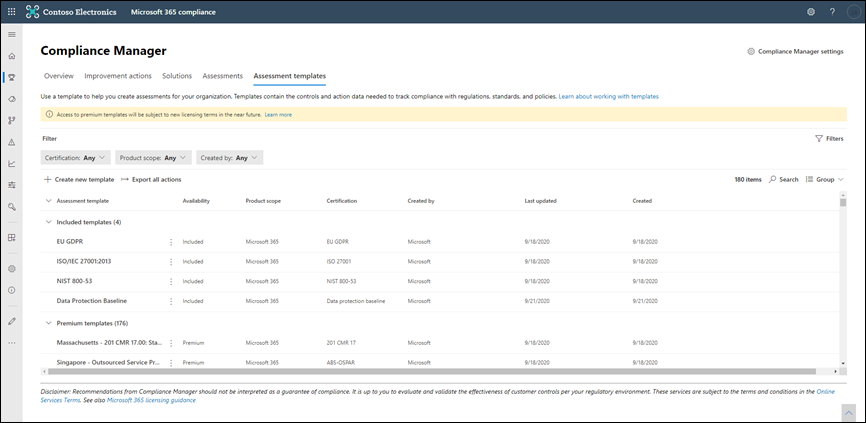 Contoso Electronics Microsoft 365 compliance ?
Compliance Manager
Compliance Manager settings
Overview Improvement actions Solutions Assessments Assessment templates
Use a template to help you create assessments for your organization. Templates contain the controls and action data needed to track compliance with regulations, standards, and policies. Learn about working with templates
Access to premium templates will be subject to new licensing terms in the near future. Learn more
Filter Filters
Certification: Any Product scope: Any Created by: Any
Create new template Export all actions 180 items Search Group
Assessment template Availability Product scope Certification Created by Last updated Created
Included templates (4)
EU GDPR Included Microsoft 365 EU GDPR Microsoft 9/18/2020 9/18/2020
ISO/IEC 27001:2013 Included Microsoft 365 ISO 27001 Microsoft 9/18/2020 9/18/2020
NIST 800-53 Included Microsoft 365 NIST 800-53 Microsoft 9/18/2020 9/18/2020
Data Protection Baseline Included Microsoft 365 Data protection baseline Microsoft 9/21/2020 9/21/2020
Premium templates (176)
Massachusetts - 201 CMR 17.00: Sta... Premium Microsoft 365 201 CMR 17 Microsoft 9/18/2020 9/18/2020
Singapore - Outsourced Service Pr... Premium Microsoft 365 ABS-OSPAR Microsoft 9/18/2020 9/18/2020
Disclaimer: Recommendations from Compliance Manager should not be interpreted as a guarantee of compliance. It is up to you to evaluate and validate the effectiveness of customer controls per your regulatory environment. These services are subject to the terms and conditions in the Online
Services Terms. See also Microsoft 365 licensing guidance